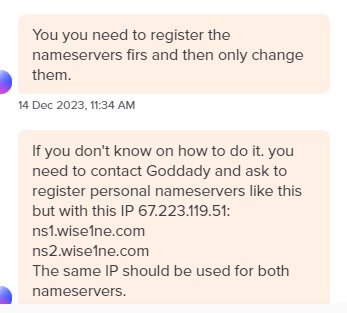 You you need to register the
nameservers firs and then only change
them.
14 Dec 2023, 11:34 AM
If you don't know on how to do it. you
need to contact Goddady and ask to
register personal nameservers like this
but with this IP 67.223.119.51:
ns1.wise1ne.com
ns2.wise1ne.com
The same IP should be used for both
nameservers.